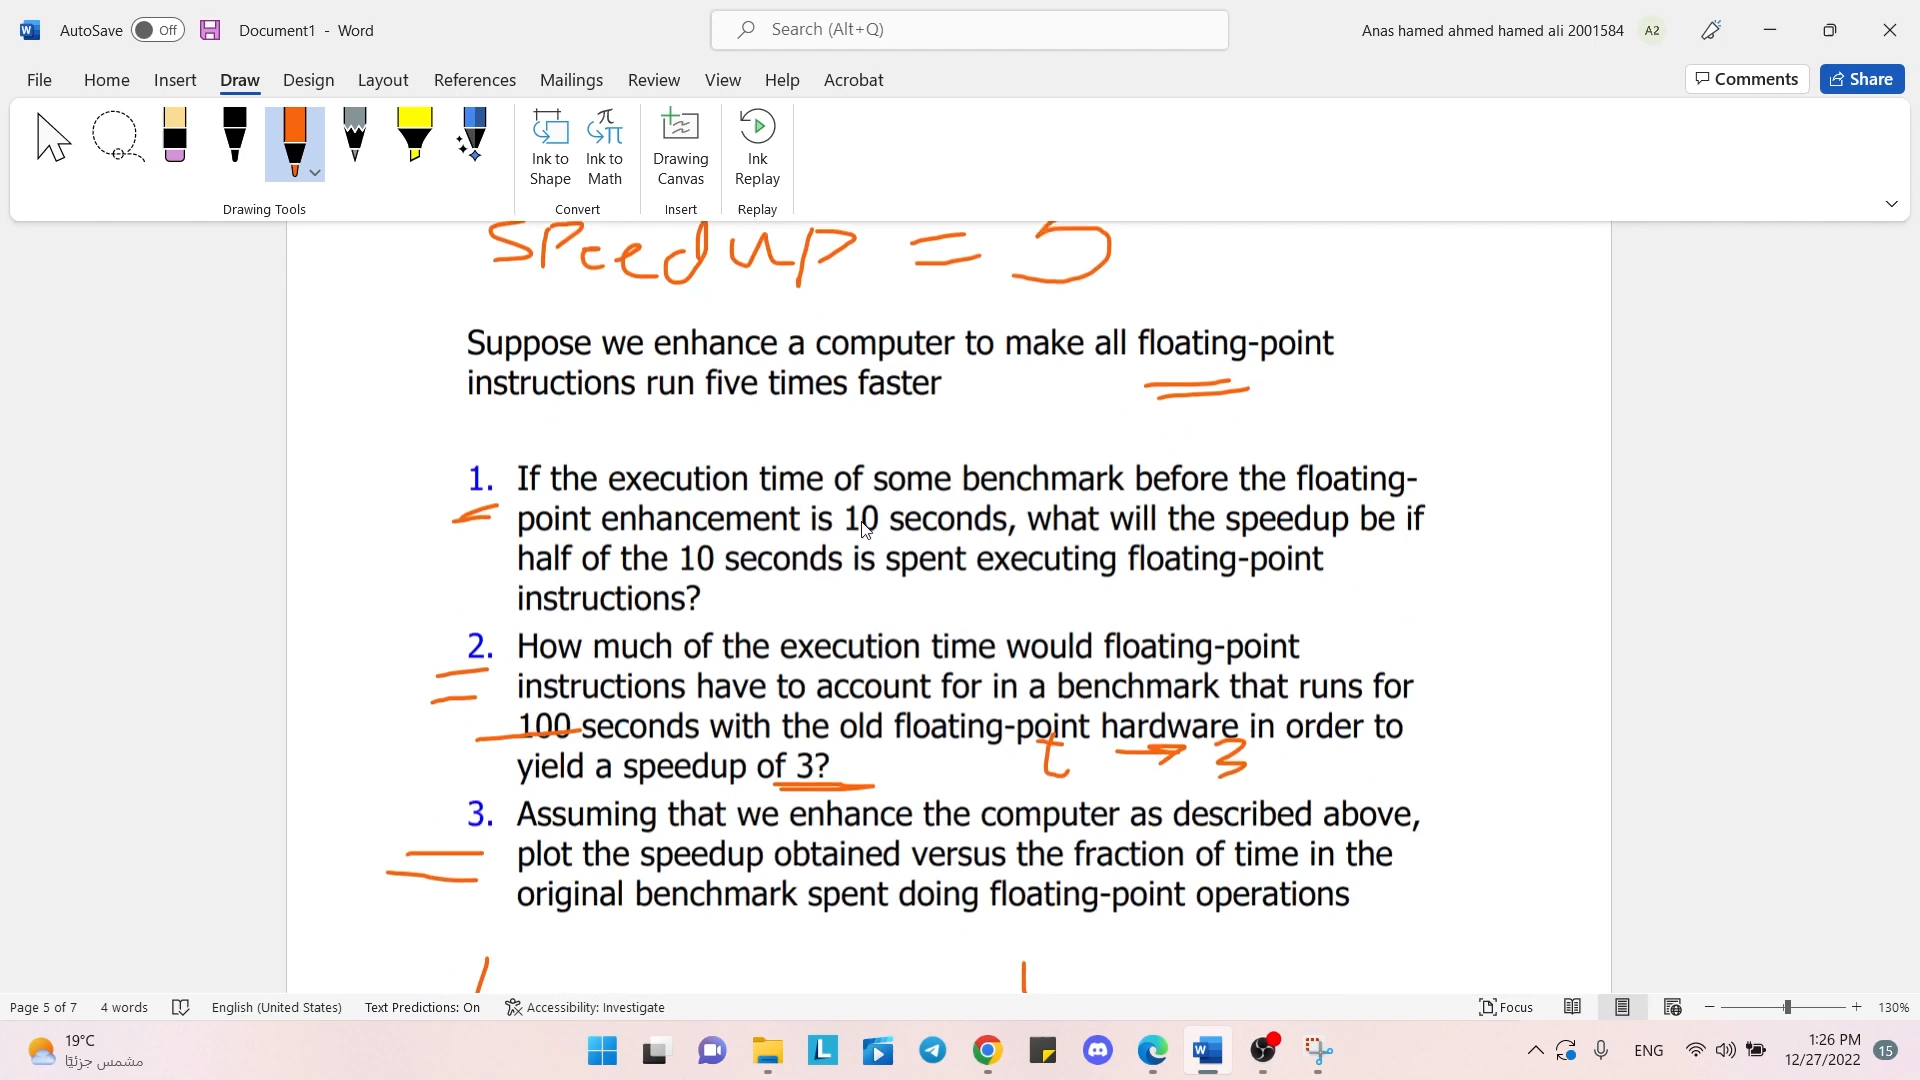 AutoSave Off Document1 - Word Search (Alt+Q) Anas hamed ahmed hamed ali 2001584 A2
File Home Insert Draw Design Layout References Mailings Review View Help Acrobat Comments Share
Ink to Shape Ink to Math Drawing Canvas Ink Replay
Drawing Tools Convert Insert Replay
speed up = 5
Suppose we enhance a computer to make all floating-point
instructions run five times faster
1. If the execution time of some benchmark before the floating-
point enhancement is 10 seconds, what will the speedup be if
half of the 10 seconds is spent executing floating-point
instructions?
2. How much of the execution time would floating-point
instructions have to account for in a benchmark that runs for
100 seconds with the old floating-point hardware in order to
yield a speedup of 3?
t → 3
3. Assuming that we enhance the computer as described above,
plot the speedup obtained versus the fraction of time in the
original benchmark spent doing floating-point operations
Page 5 of 7 4 words English (United States) Text Predictions: On Accessibility: Investigate Focus 130%
19°C
مشمس جزئيًا
ENG
1:26 PM
12/27/2022
15